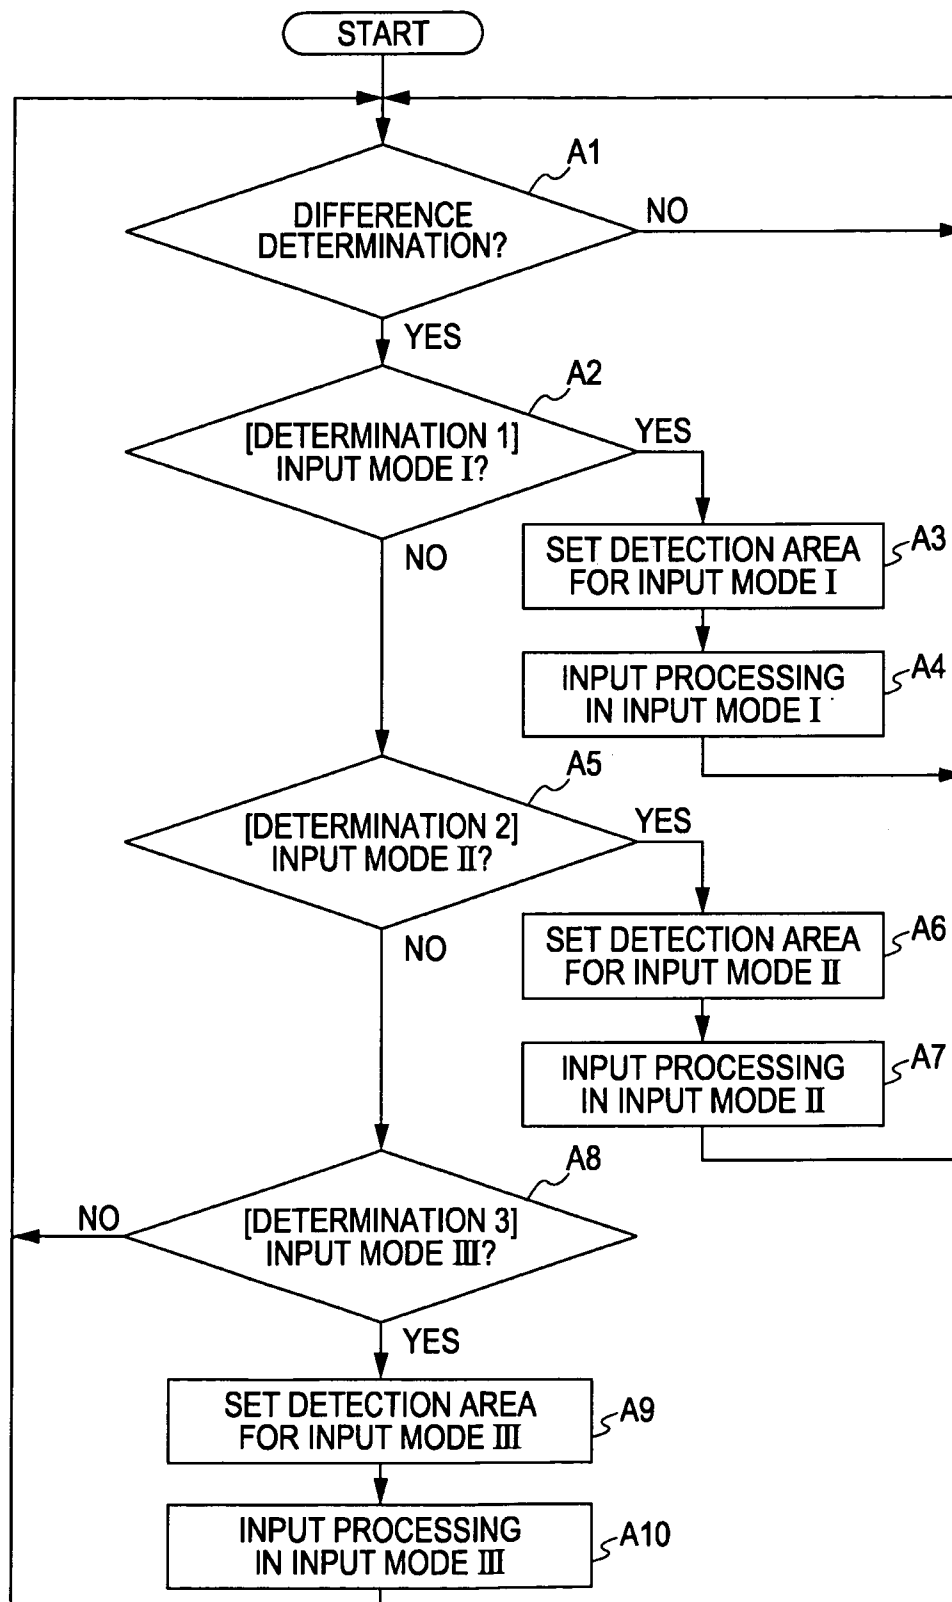 START
A1
DIFFERENCE
DETERMINATION?
NO
YES
A2
[DETERMINATION 1]
INPUT MODE I?
YES
NO
A3
SET DETECTION AREA
FOR INPUT MODE I
A4
INPUT PROCESSING
IN INPUT MODE I
A5
[DETERMINATION 2]
INPUT MODE II?
YES
NO
A6
SET DETECTION AREA
FOR INPUT MODE II
A7
INPUT PROCESSING
IN INPUT MODE II
A8
[DETERMINATION 3]
INPUT MODE III?
NO
YES
A9
SET DETECTION AREA
FOR INPUT MODE III
A10
INPUT PROCESSING
IN INPUT MODE III